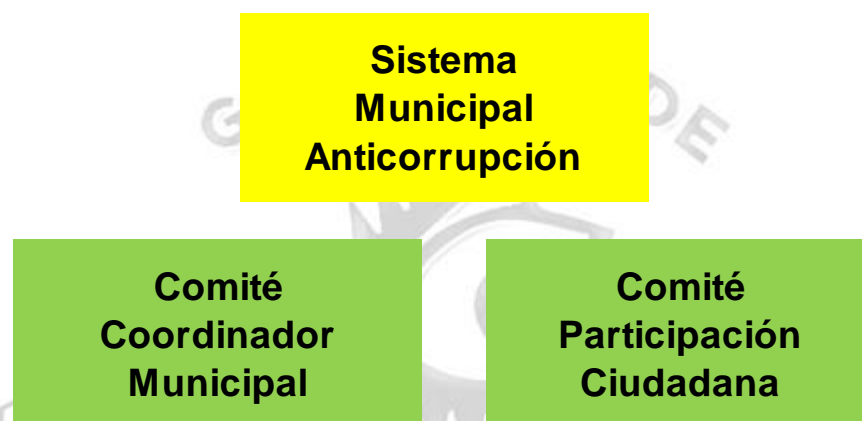 Sistema
Municipal
Anticorrupción
Comité
Coordinador
Municipal
Comité
Participación
Ciudadana